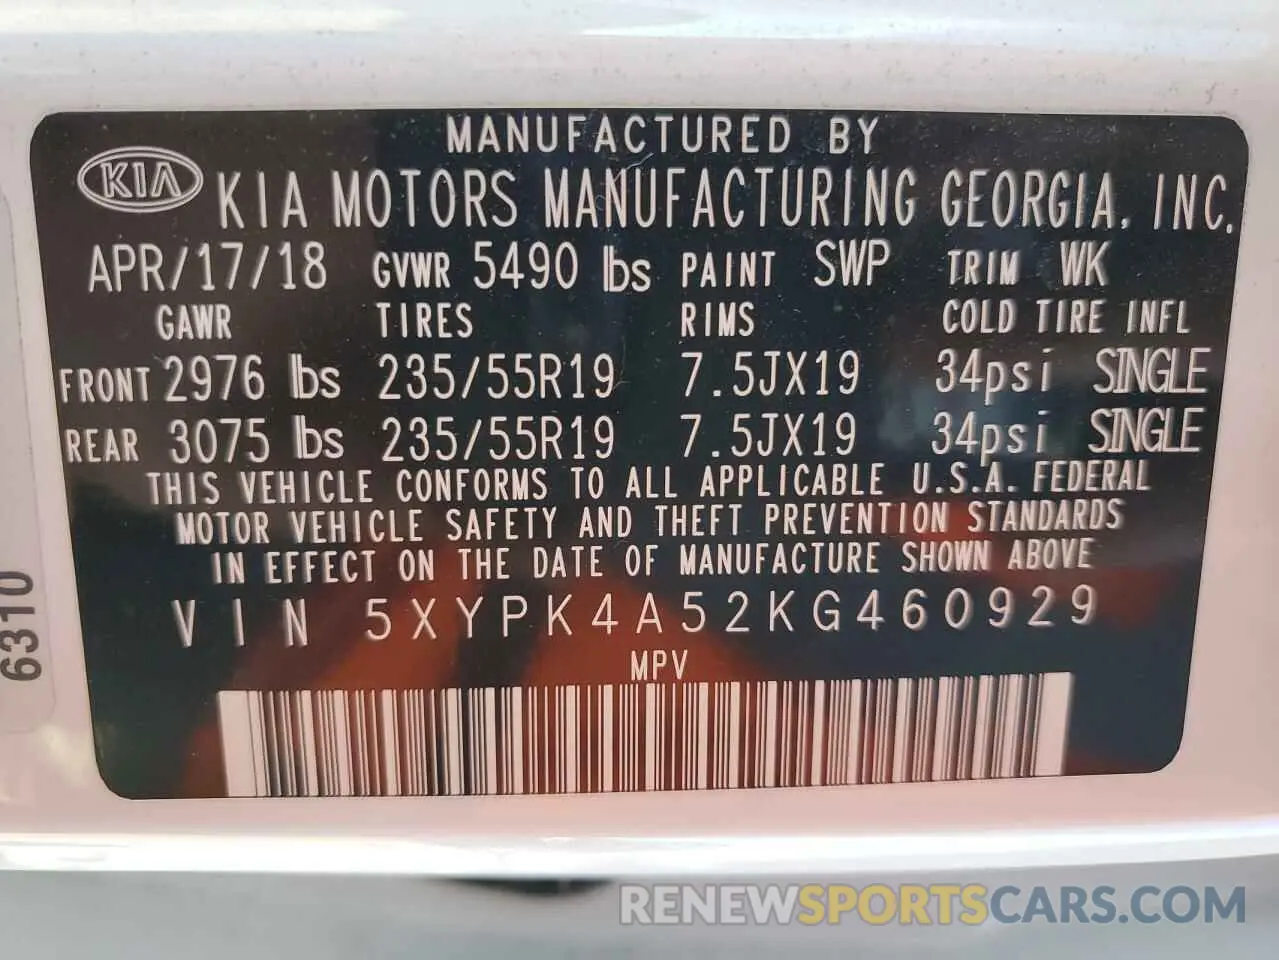 MANUFACTURED BY
KIA KIA MOTORS MANUFACTURING GEORGIA, INC.
APR/17/18 GVWR 5490 lbs PAINT SWP TRIM WK
GAWR TIRES RIMS COLD TIRE INFL
FRONT 2976 lbs 235/55R19 7.5JX19 34psi SINGLE
REAR 3075 lbs 235/55R19 7.5JX19 34psi SINGLE
THIS VEHICLE CONFORMS TO ALL APPLICABLE U.S.A. FEDERAL
MOTOR VEHICLE SAFETY AND THEFT PREVENTION STANDARDS
IN EFFECT ON THE DATE OF MANUFACTURE SHOWN ABOVE
VIN 5XYPK4A52KG460929
MPV
6310
RENEWSPORTSCARS.COM